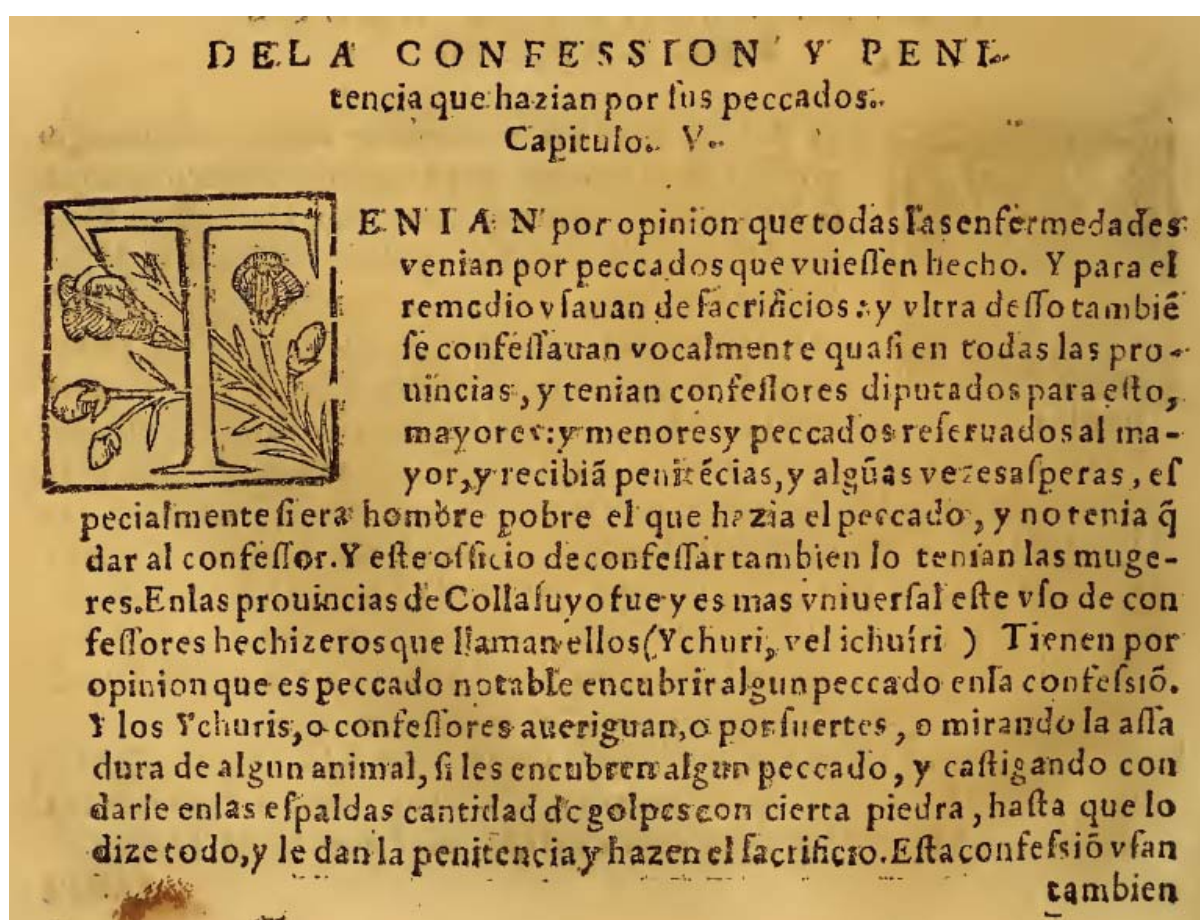 DE LA CONFESSION Y PENI-
tencia que hazian por ſus peccados.
Capitulo. V.
TENIAN por opinion que todas las enfermedades
venian por peccados que vuieſſen hecho. Y para el
remedio vſauan de ſacrificios: y vltra deſſo tambiē
ſe confeſſauan vocalmente quaſi en todas las pro-
uincias, y tenian confeſſores diputados para eſto,
mayores: y menores y peccados reſeruados al ma-
yor, y recibiā penitēcias, y algūas vezes aſperas, eſ
pecialmente ſi era hombre pobre el que hazia el peccado, y no tenia q̄
dar al confeſſor. Y eſte officio de confeſſar tambien lo tenian las muge-
res. En las prouincias de Collaſuyo fue y es mas vniuerſal eſte vſo de con
feſſores hechizeros que llaman ellos (Ychuri, vel ichuiri ) Tienen por
opinion que es peccado notable encubrir algun peccado en la confeſsiō.
Y los Ychuris, o confeſſores aueriguan, o por ſuertes, o mirando la aſſa
dura de algun animal, ſi les encubren algun peccado, y caſtigando con
darle en las eſpaldas cantidad de golpes con cierta piedra, haſta que lo
dize todo, y le dan la penitencia y hazen el ſacrificio. Eſta confeſsiō vſan
tambien